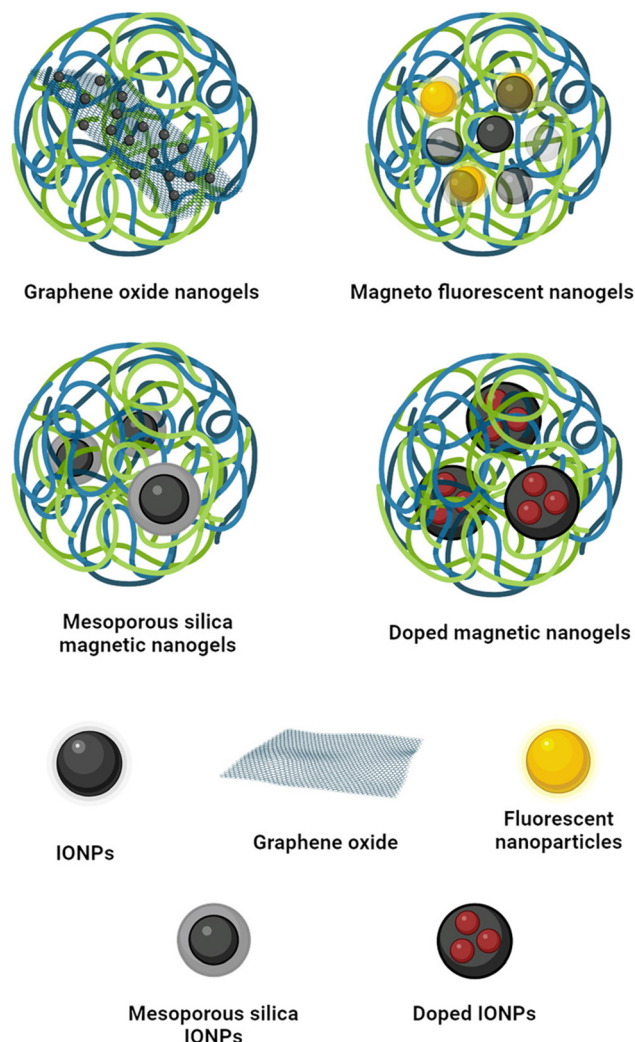 Graphene oxide nanogels
Magneto fluorescent nanogels
Mesoporous silica
magnetic nanogels
Doped magnetic nanogels
IONPs
Graphene oxide
Fluorescent
nanoparticles
Mesoporous silica
IONPs
Doped IONPs